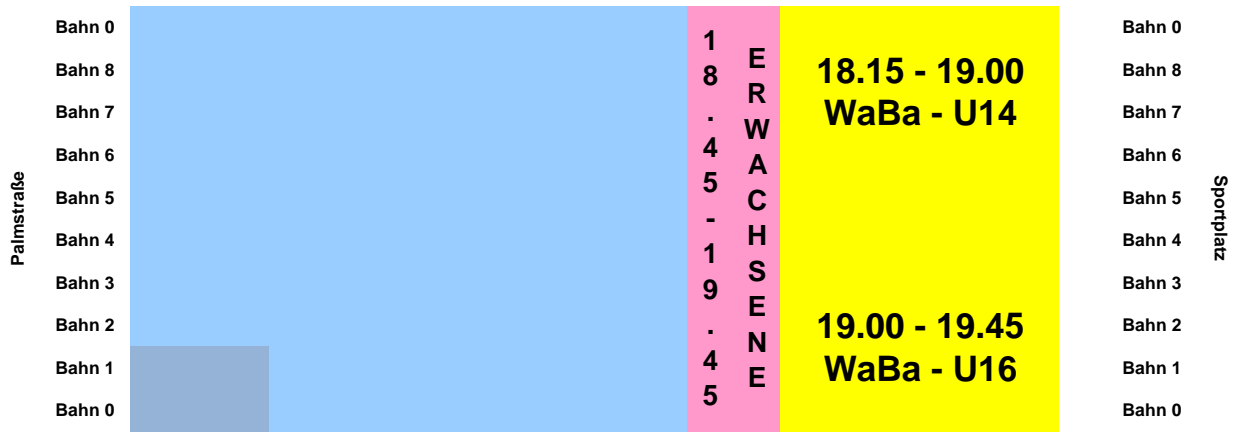 Palmstraße
Bahn 0
Bahn 8
Bahn 7
Bahn 6
Bahn 5
Bahn 4
Bahn 3
Bahn 2
Bahn 1
Bahn 0
18.45-19.45
ERWACHSENE
18.15 - 19.00
WaBa - U14
19.00 - 19.45
WaBa - U16
Bahn 0
Bahn 8
Bahn 7
Bahn 6
Bahn 5
Bahn 4
Bahn 3
Bahn 2
Bahn 1
Bahn 0
Sportplatz